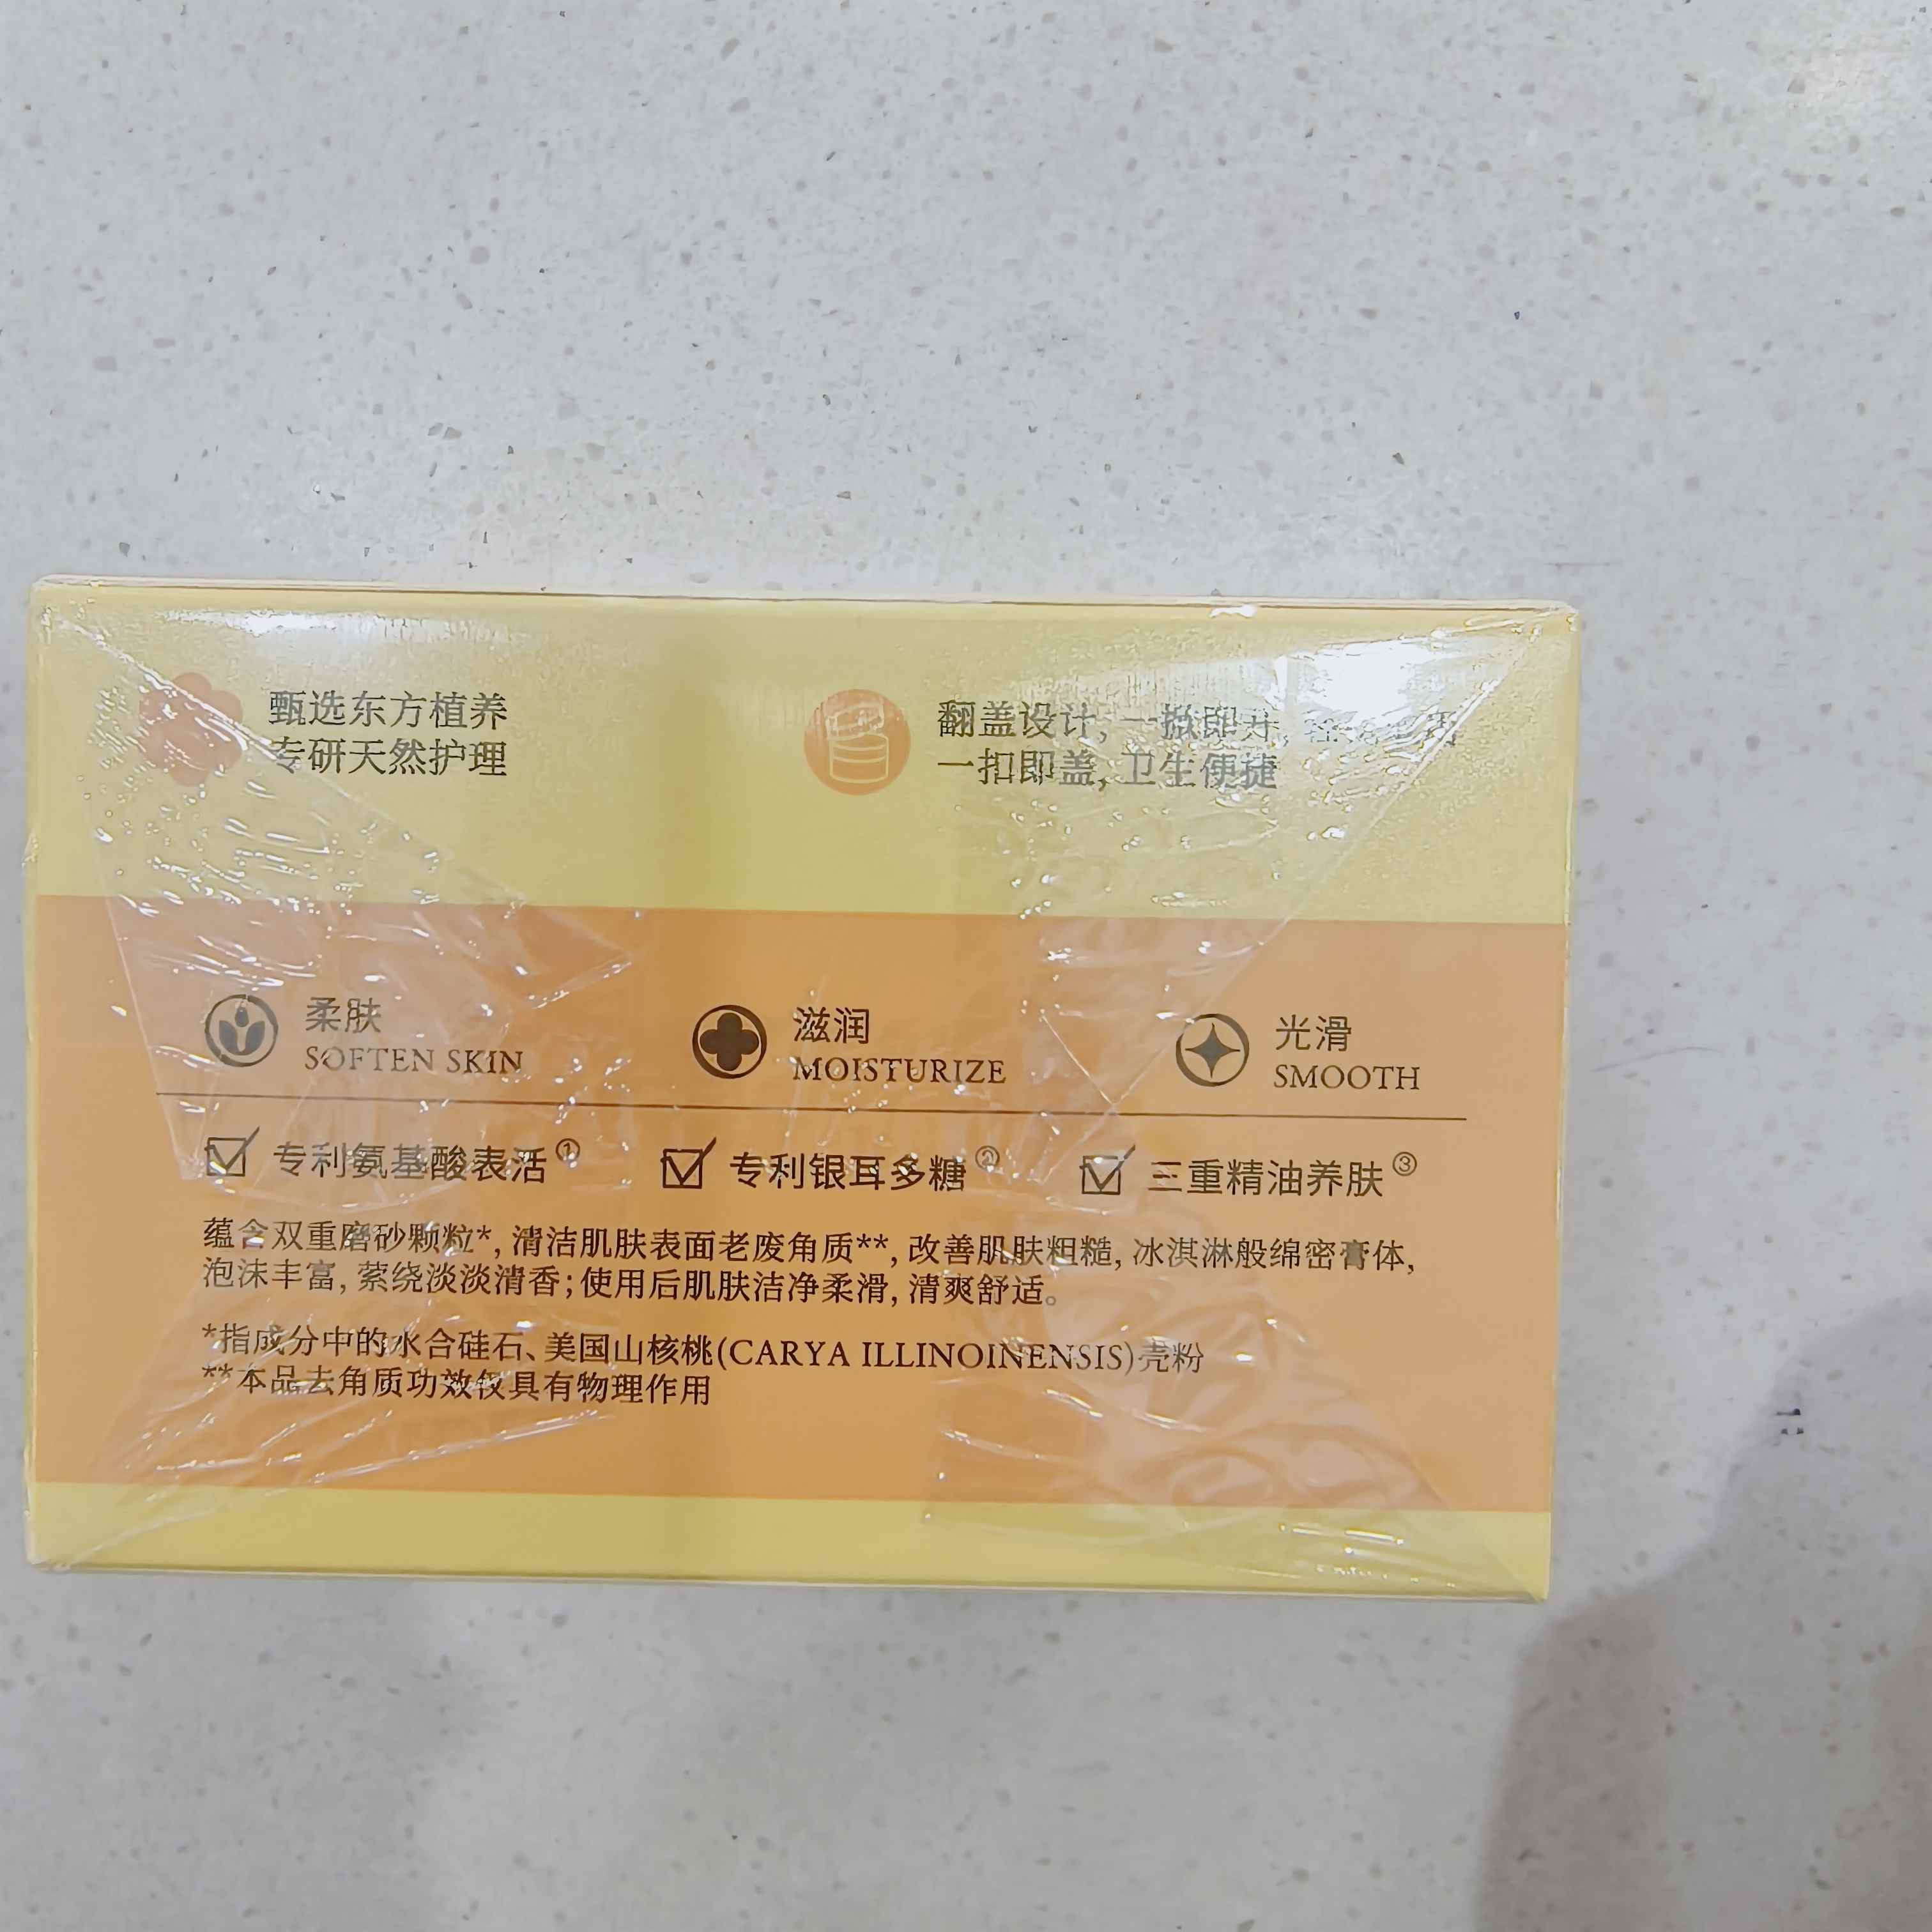 甄选东方植养
专研天然护理
翻盖设计, 一掀即开,
一扣即盖, 卫生便捷
柔肤
SOFTEN SKIN
滋润
MOISTURIZE
光滑
SMOOTH
专利氨基酸表活①
专利银耳多糖②
三重精油养肤③
蕴含双重磨砂颗粒*, 清洁肌肤表面老废角质**, 改善肌肤粗糙, 冰淇淋般绵密膏体,
泡沫丰富, 萦绕淡淡清香; 使用后肌肤洁净柔滑, 清爽舒适。
*指成分中的水合硅石、美国山核桃(CARYA ILLINOINENSIS)壳粉
**本品去角质功效仅具有物理作用